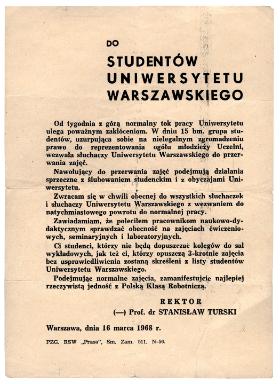 DO
STUDENTÓW
UNIWERSYTETU
WARSZAWSKIEGO
Od tygodnia z górą normalny tok pracy Uniwersytetu
ulega poważnym zakłóceniom. W dniu 15 bm. grupa stu-
dentów, uzurpująca sobie na nielegalnym zgromadzeniu
prawo do reprezentowania ogółu młodzieży Uczelni,
wezwała słuchaczy Uniwersytetu Warszawskiego do prze-
rwania zajęć.
Nawołujący do przerwania zajęć podejmują działania
sprzeczne z ślubowaniem studenckim i z obyczajami Uni-
wersytetu.
Zwracam się w chwili obecnej do wszystkich słuchaczek
i słuchaczy Uniwersytetu Warszawskiego z wezwaniem do
natychmiastowego powrotu do normalnej pracy.
Zawiadamiam, że poleciłem pracownikom naukowo-dy-
daktycznym sprawdzać obecność na zajęciach ćwiczenio-
wych, seminaryjnych i laboratoryjnych.
Ci studenci, którzy nie będą dopuszczać kolegów do sal
wykładowych, jak też ci, którzy opuszczą 3-krotnie zajęcia
bez usprawiedliwienia zostaną skreśleni z listy studentów
Uniwersytetu Warszawskiego.
Podejmując normalne zajęcia, zamanifestujcie najlepiej
rzeczywistą jedność z Polską Klasą Robotniczą.
REKTOR
(—) Prof. dr STANISŁAW TURSKI
Warszawa, dnia 16 marca 1968 r.
PZG. RSW „Prasa", Sm. Zam. 511. N-50.